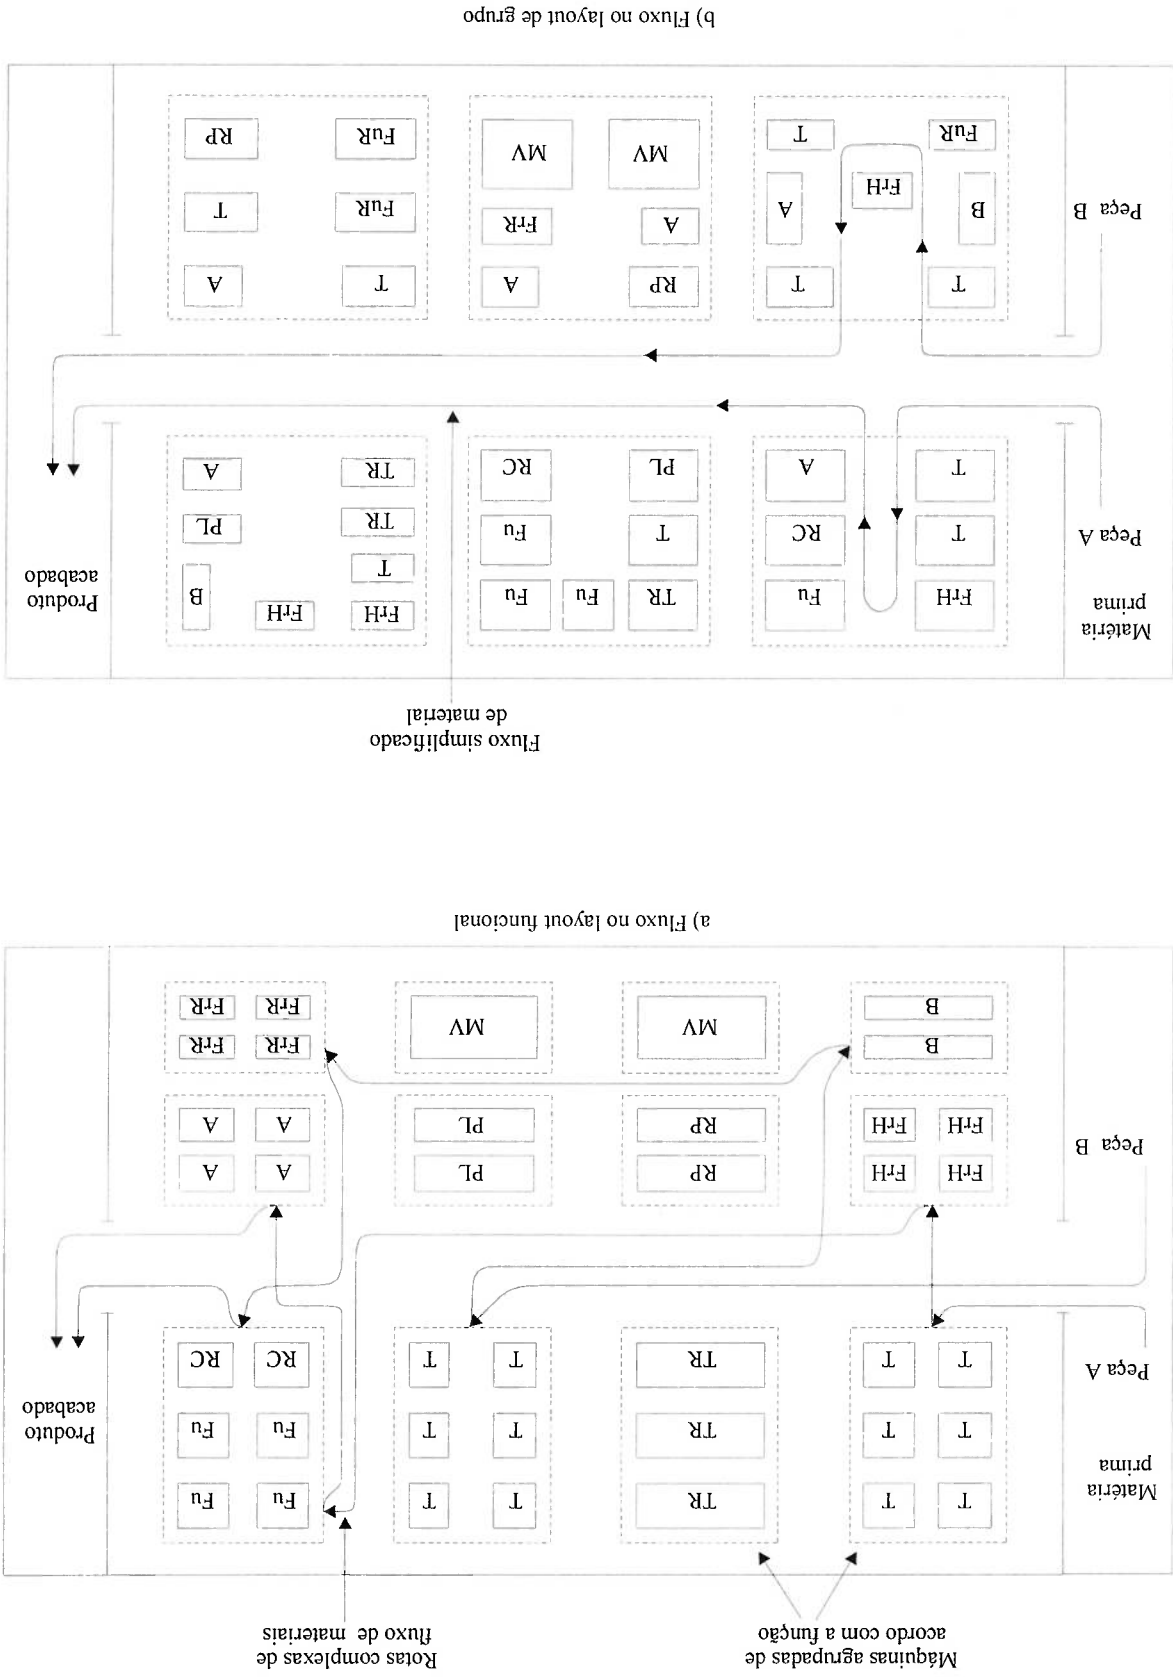 Máquinas agrupadas de
acordo com a função
Rotas complexas de
fluxo de materiais
Matéria
prima
Peça A
Peça B
T T TR T T Fu Fu
T T TR T T Fu Fu
T T TR T T RC RC
FrH FrH RP PL A A
FrH FrH RP PL A A
B MV MV FrR FrR
B FrR FrR
Produto
acabado
a) Fluxo no layout funcional
Fluxo simplificado
de material
Matéria
prima
Peça A
Peça B
FrH Fu TR Fu Fu FrH FrH B
T
T RC T Fu TR PL
T A PL RC TR A
T T RP A T A
B FrH A A FrR FuR T
FuR T MV MV FuR RP
Produto
acabado
b) Fluxo no layout de grupo